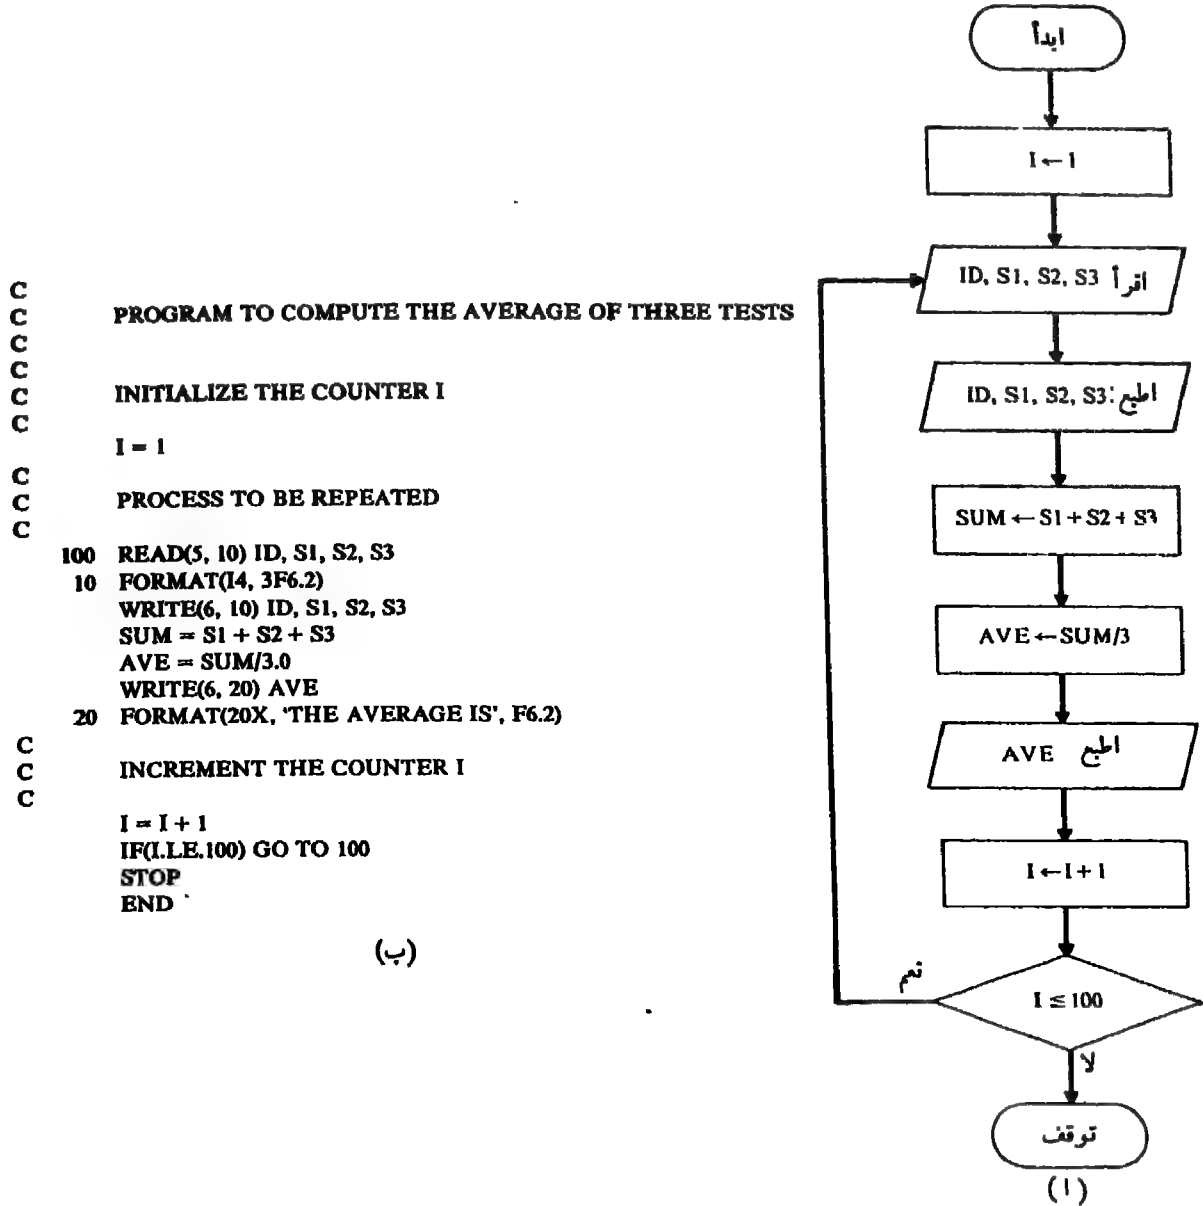 C
C PROGRAM TO COMPUTE THE AVERAGE OF THREE TESTS
C
C
C INITIALIZE THE COUNTER I
C
I = 1
C
C PROCESS TO BE REPEATED
C
100 READ(5, 10) ID, S1, S2, S3
10 FORMAT(I4, 3F6.2)
WRITE(6, 10) ID, S1, S2, S3
SUM = S1 + S2 + S3
AVE = SUM/3.0
WRITE(6, 20) AVE
20 FORMAT(20X, 'THE AVERAGE IS', F6.2)
C
C INCREMENT THE COUNTER I
C
I = I + 1
IF(I.LE.100) GO TO 100
STOP
END
(ب)
ابدأ
I ← 1
اقرأ ID, S1, S2, S3
اطبع: ID, S1, S2, S3
SUM ← S1 + S2 + S3
AVE ← SUM/3
اطبع AVE
I ← I + 1
I ≤ 100
نعم
لا
توقف
(ا)